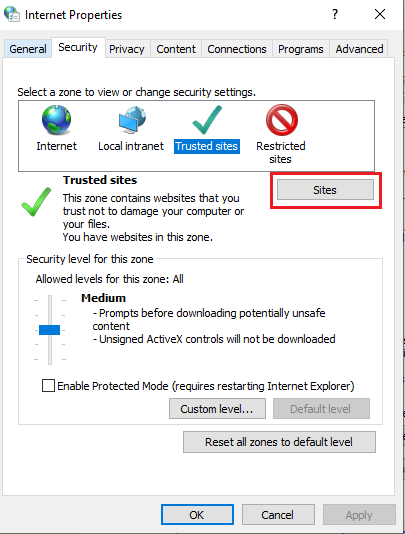 Internet Properties
General Security Privacy Content Connections Programs Advanced
Select a zone to view or change security settings.
Internet Local intranet Trusted sites Restricted
sites
Trusted sites
Sites
This zone contains websites that you
trust not to damage your computer or
your files.
You have websites in this zone.
Security level for this zone
Allowed levels for this zone: All
Medium
- Prompts before downloading potentially unsafe
content
- Unsigned ActiveX controls will not be downloaded
Enable Protected Mode (requires restarting Internet Explorer)
Custom level... Default level
Reset all zones to default level
OK Cancel Apply